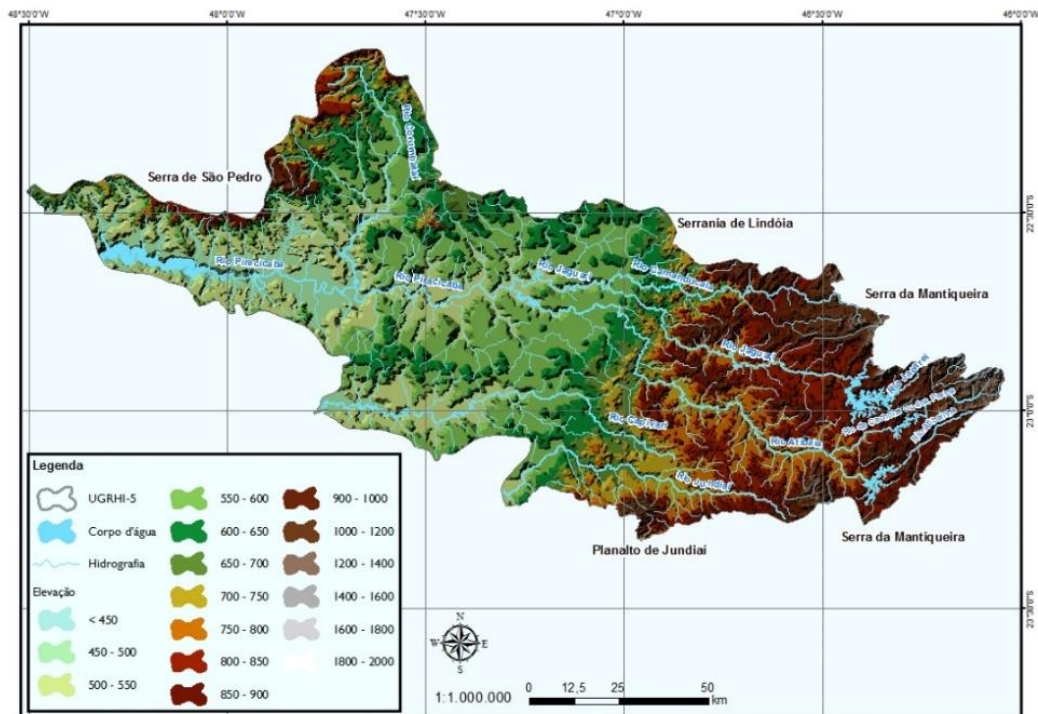 48°30'0"W
48°0'0"W
47°30'0"W
47°0'0"W
46°30'0"W
46°0'0"W
Rio Corumbataí
Serra de São Pedro
22°30'0"S
Serrania de Lindóia
Rio Piracicaba
Rio Piracicaba
Rio Jaguari
Rio Camanducaia
Serra da Mantiqueira
Rio Jaguari
Rio Jaguari
Rio Capivari
Rio Atibaia
Rio Jundiaí
Planalto de Jundiaí
Serra da Mantiqueira
Legenda
UGRHI-5
Corpo d'água
Hidrografia
Elevação
< 450
450 - 500
500 - 550
550 - 600
600 - 650
650 - 700
700 - 750
750 - 800
800 - 850
850 - 900
900 - 1000
1000 - 1200
1200 - 1400
1400 - 1600
1600 - 1800
1800 - 2000
N
W
E
S
1:1.000.000
0
12,5
25
50
km
23°30'0"S